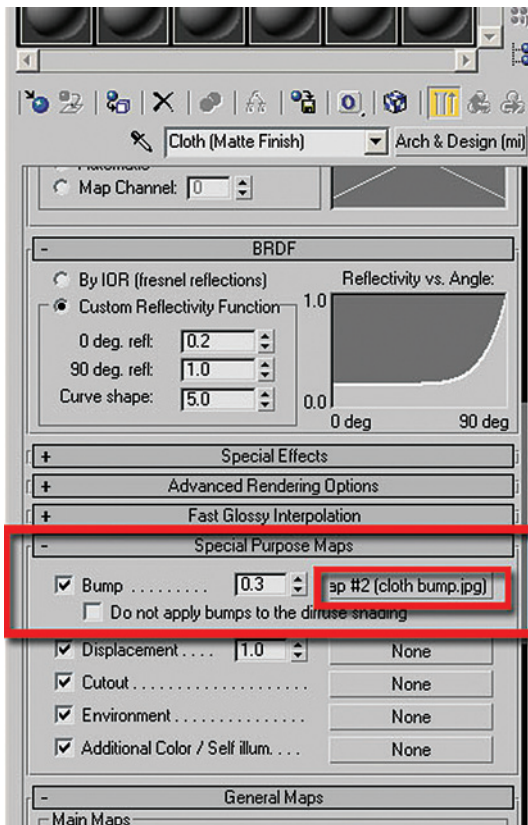 Cloth (Matte Finish) Arch & Design (mi)
Map Channel: 0
- BRDF
By IOR (fresnel reflections) Reflectivity vs. Angle:
Custom Reflectivity Function 1.0
0 deg. refl: 0.2
90 deg. refl: 1.0
Curve shape: 5.0 0.0
0 deg 90 deg
+ Special Effects
+ Advanced Rendering Options
+ Fast Glossy Interpolation
- Special Purpose Maps
Bump . . . . . . . . . 0.3 ap #2 (cloth bump.jpg)
Do not apply bumps to the diffuse shading
Displacement . . . . 1.0 None
Cutout . . . . . . . . . . . . . . . . . . . . None
Environment . . . . . . . . . . . . . . . None
Additional Color / Self illum. . . . None
- General Maps
Main Maps